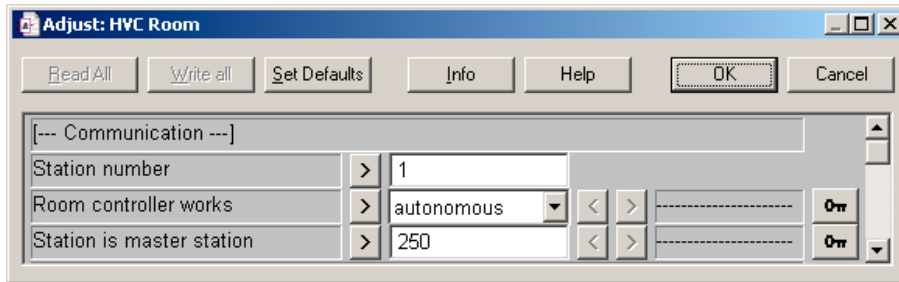 Adjust: HVC Room
Read All Write all Set Defaults Info Help OK Cancel
[--- Communication ---]
Station number > 1
Room controller works > autonomous < > ----------------------
Station is master station > 250 < > ----------------------